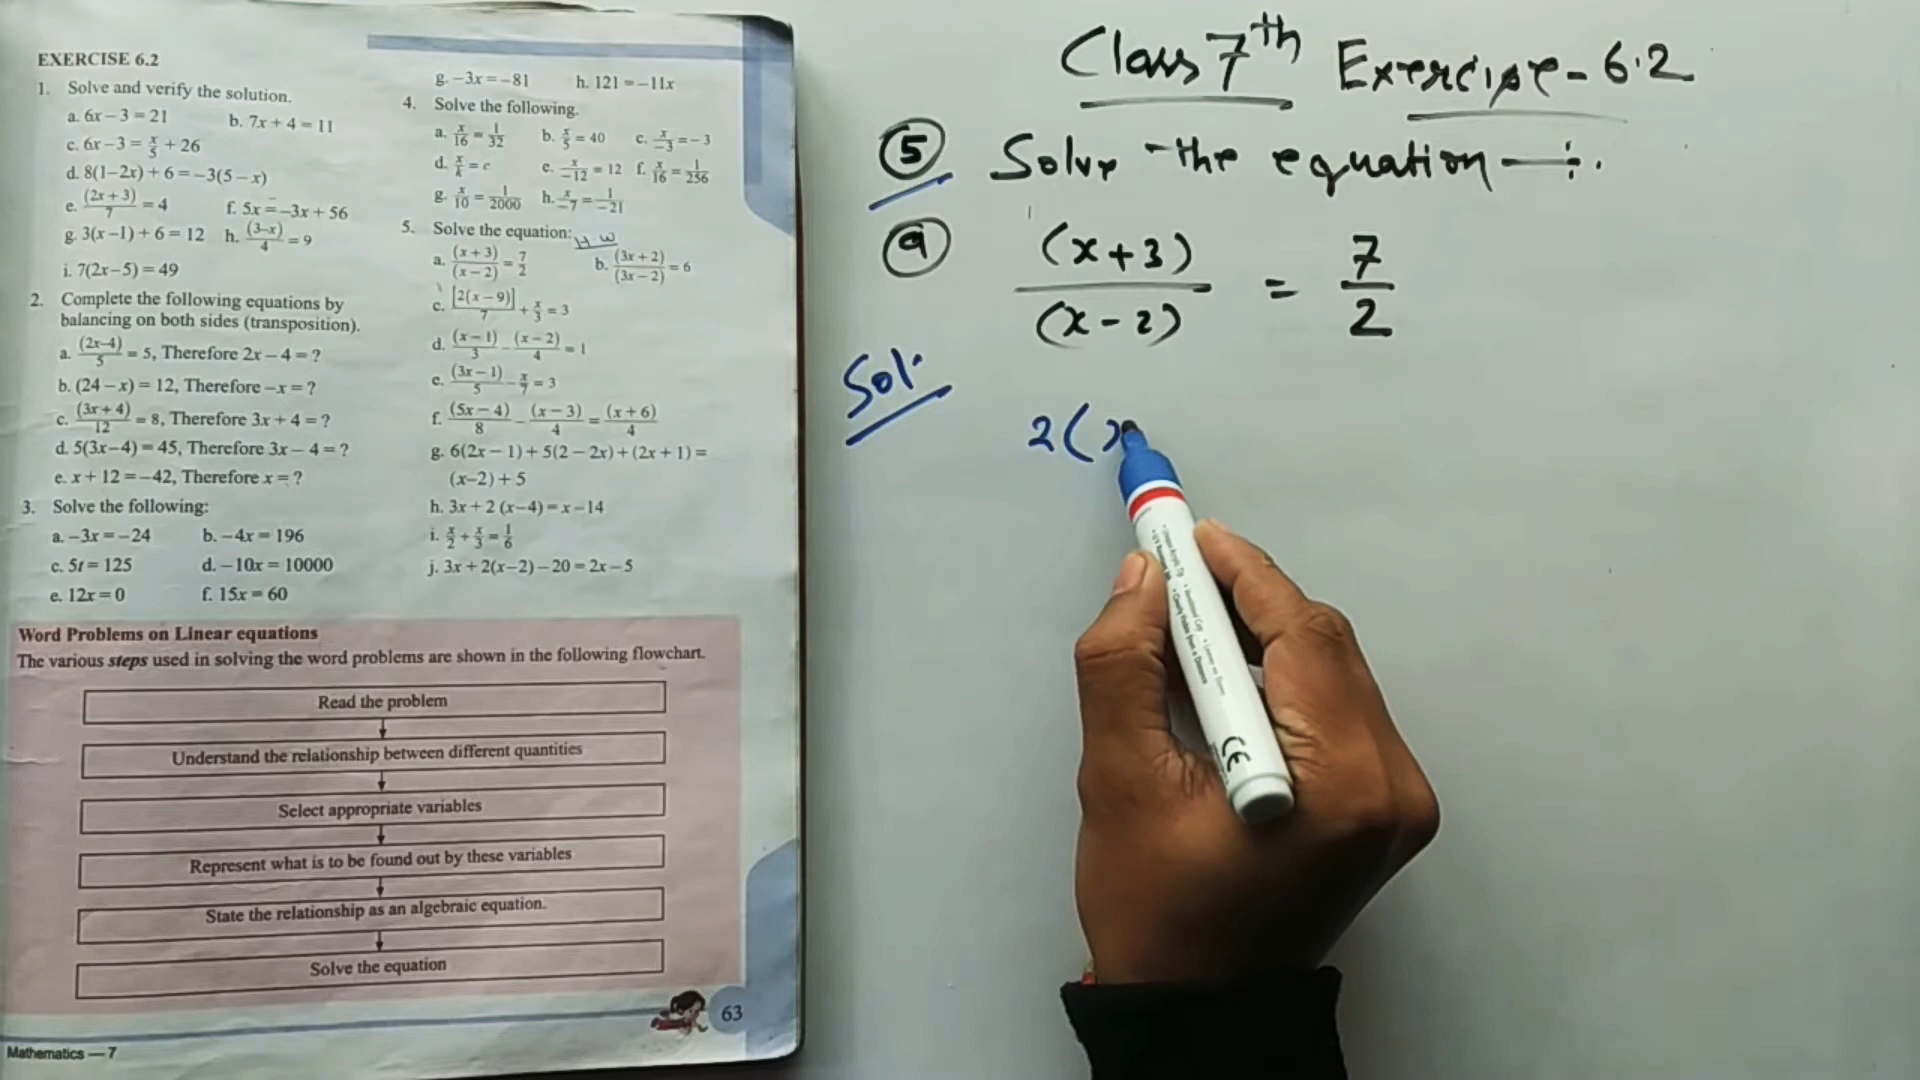 EXERCISE 6.2
1. Solve and verify the solution.
a. 6x – 3 = 21 b. 7x + 4 = 11
c. 6x – 3 = x/5 + 26
d. 8(1–2x) + 6 = –3(5 – x)
e. (2x + 3)/7 = 4 f. 5x = –3x + 56
g. 3(x –1) + 6 = 12 h. (3–x)/4 = 9
i. 7(2x–5) = 49
2. Complete the following equations by
balancing on both sides (transposition).
a. (2x–4)/5 = 5, Therefore 2x – 4 = ?
b. (24 – x) = 12, Therefore –x = ?
c. (3x + 4)/12 = 8, Therefore 3x + 4 = ?
d. 5(3x–4) = 45, Therefore 3x – 4 = ?
e. x + 12 = –42, Therefore x = ?
3. Solve the following:
a. –3x = –24 b. –4x = 196
c. 5t = 125 d. –10x = 10000
e. 12x = 0 f. 15x = 60
g. –3x = –81 h. 121 = –11x
4. Solve the following.
a. x/16 = 1/32 b. x/5 = 40 c. x/–3 = –3
d. x/k = c e. x/–12 = 12 f. x/16 = 1/256
g. x/10 = 1/2000 h. x/–7 = 1/–21
5. Solve the equation: H W
a. (x + 3)/(x – 2) = 7/2 b. (3x + 2)/(3x – 2) = 6
c. [2(x – 9)]/7 + x/3 = 3
d. (x – 1)/3 – (x – 2)/4 = 1
e. (3x – 1)/5 – x/7 = 3
f. (5x – 4)/8 – (x – 3)/4 = (x + 6)/4
g. 6(2x – 1) + 5(2 – 2x) + (2x + 1) =
(x–2) + 5
h. 3x + 2 (x–4) = x – 14
i. x/2 + x/3 = 1/6
j. 3x + 2(x–2) – 20 = 2x – 5
Word Problems on Linear equations
The various steps used in solving the word problems are shown in the following flowchart.
Read the problem
Understand the relationship between different quantities
Select appropriate variables
Represent what is to be found out by these variables
State the relationship as an algebraic equation.
Solve the equation
63
Mathematics — 7
Class 7th Exercise - 6.2
5 Solve the equation —:.
a (x+3)/(x-2) = 7/2
Sol.
2(x
CE